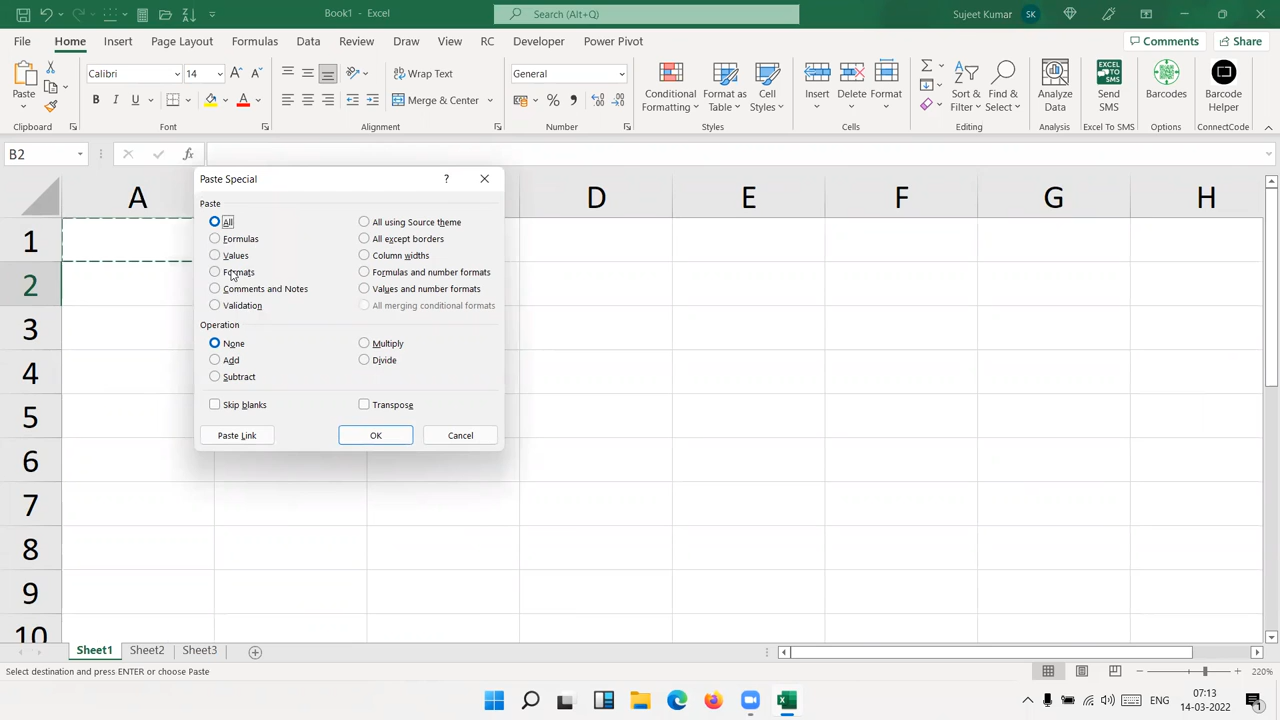 Book1 - Excel
Search (Alt+Q)
Sujeet Kumar
SK
File
Home
Insert
Page Layout
Formulas
Data
Review
Draw
View
RC
Developer
Power Pivot
Comments
Share
Paste
Clipboard
Calibri
14
B
I
U
A
Font
Wrap Text
Merge & Center
Alignment
General
%
Number
Conditional
Formatting
Format as
Table
Cell
Styles
Styles
Insert
Delete
Format
Cells
Sort &
Filter
Find &
Select
Editing
Analyze
Data
Analysis
EXCEL
TO
SMS
Send
SMS
Excel To SMS
Barcodes
Options
Barcode
Helper
ConnectCode
B2
fx
A
D
E
F
G
H
1
2
3
4
5
6
7
8
9
10
Paste Special
?
Paste
All
All using Source theme
Formulas
All except borders
Values
Column widths
Formats
Formulas and number formats
Comments and Notes
Values and number formats
Validation
All merging conditional formats
Operation
None
Multiply
Add
Divide
Subtract
Skip blanks
Transpose
Paste Link
OK
Cancel
Sheet1
Sheet2
Sheet3
Select destination and press ENTER or choose Paste
220%
ENG
07:13
14-03-2022
1